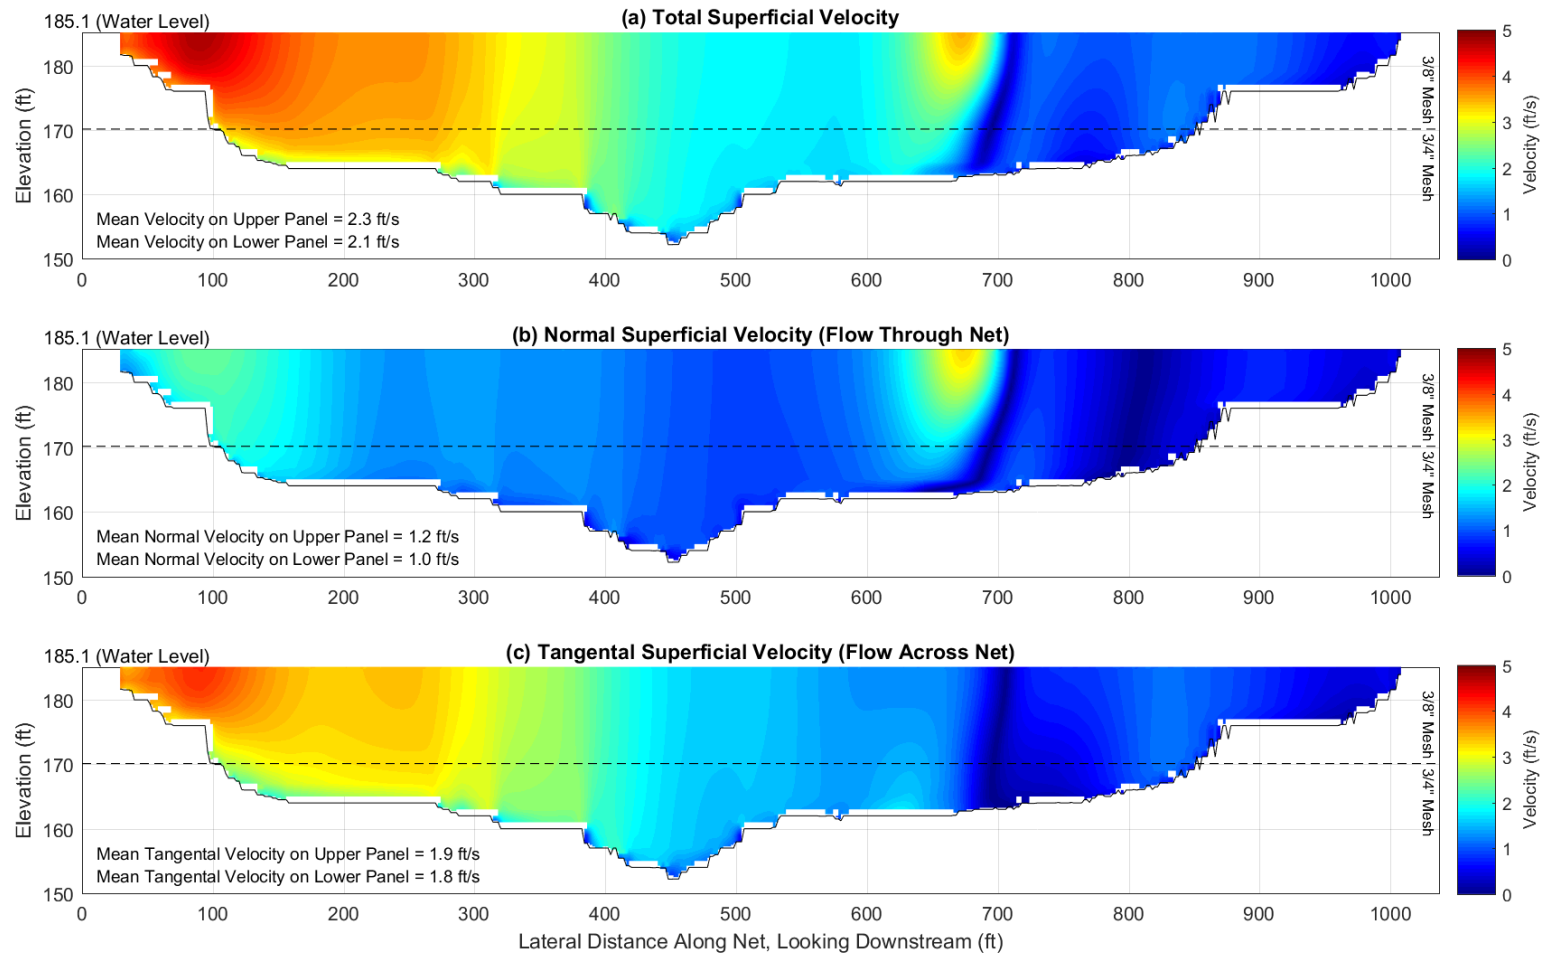 (a) Total Superficial Velocity
185.1 (Water Level)
180
170
160
150
Elevation (ft)
Mean Velocity on Upper Panel = 2.3 ft/s
Mean Velocity on Lower Panel = 2.1 ft/s
3/8" Mesh
3/4" Mesh
0 100 200 300 400 500 600 700 800 900 1000
5
4
3
2
1
0
Velocity (ft/s)
(b) Normal Superficial Velocity (Flow Through Net)
185.1 (Water Level)
180
170
160
150
Elevation (ft)
Mean Normal Velocity on Upper Panel = 1.2 ft/s
Mean Normal Velocity on Lower Panel = 1.0 ft/s
3/8" Mesh
3/4" Mesh
0 100 200 300 400 500 600 700 800 900 1000
5
4
3
2
1
0
Velocity (ft/s)
(c) Tangental Superficial Velocity (Flow Across Net)
185.1 (Water Level)
180
170
160
150
Elevation (ft)
Mean Tangental Velocity on Upper Panel = 1.9 ft/s
Mean Tangental Velocity on Lower Panel = 1.8 ft/s
3/8" Mesh
3/4" Mesh
0 100 200 300 400 500 600 700 800 900 1000
5
4
3
2
1
0
Velocity (ft/s)
Lateral Distance Along Net, Looking Downstream (ft)